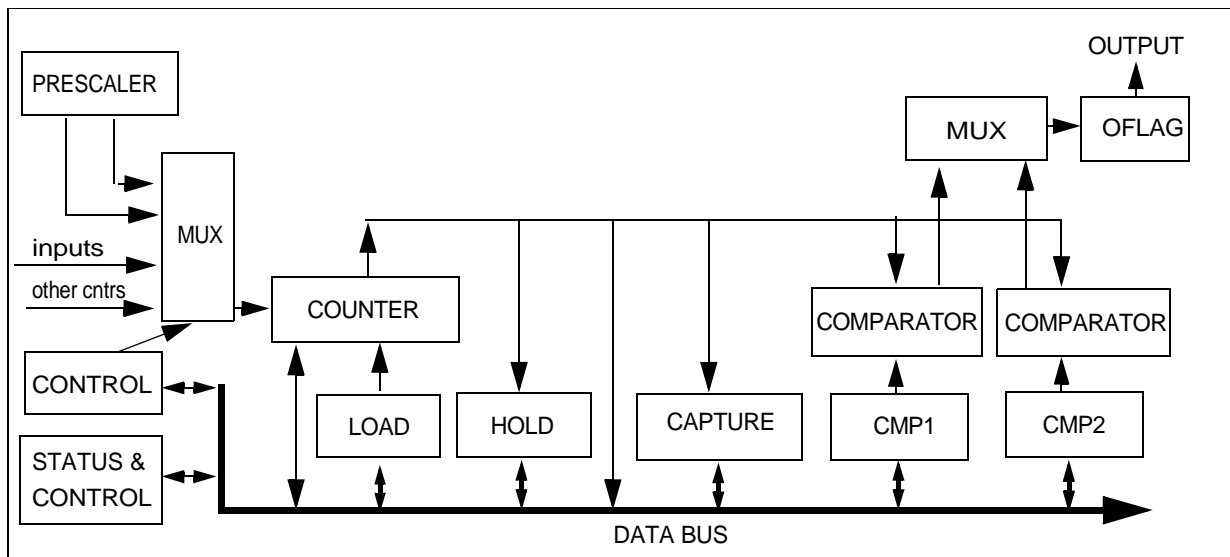 OUTPUT
PRESCALER
MUX
OFLAG
MUX
inputs
other cntrs
COUNTER
COMPARATOR
COMPARATOR
CONTROL
LOAD
HOLD
CAPTURE
CMP1
CMP2
STATUS &
CONTROL
DATA BUS